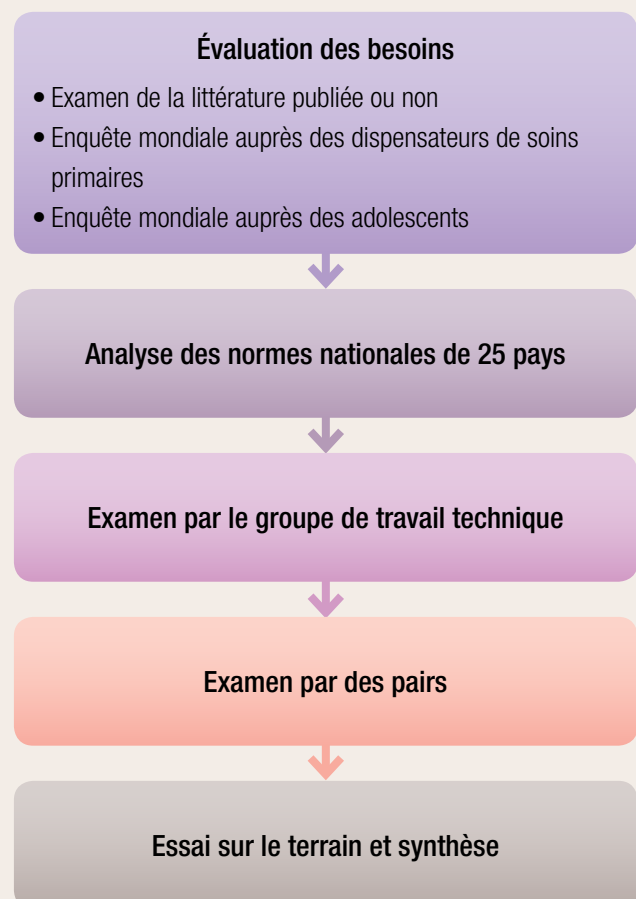 Évaluation des besoins
• Examen de la littérature publiée ou non
• Enquête mondiale auprès des dispensateurs de soins
primaires
• Enquête mondiale auprès des adolescents
Analyse des normes nationales de 25 pays
Examen par le groupe de travail technique
Examen par des pairs
Essai sur le terrain et synthèse